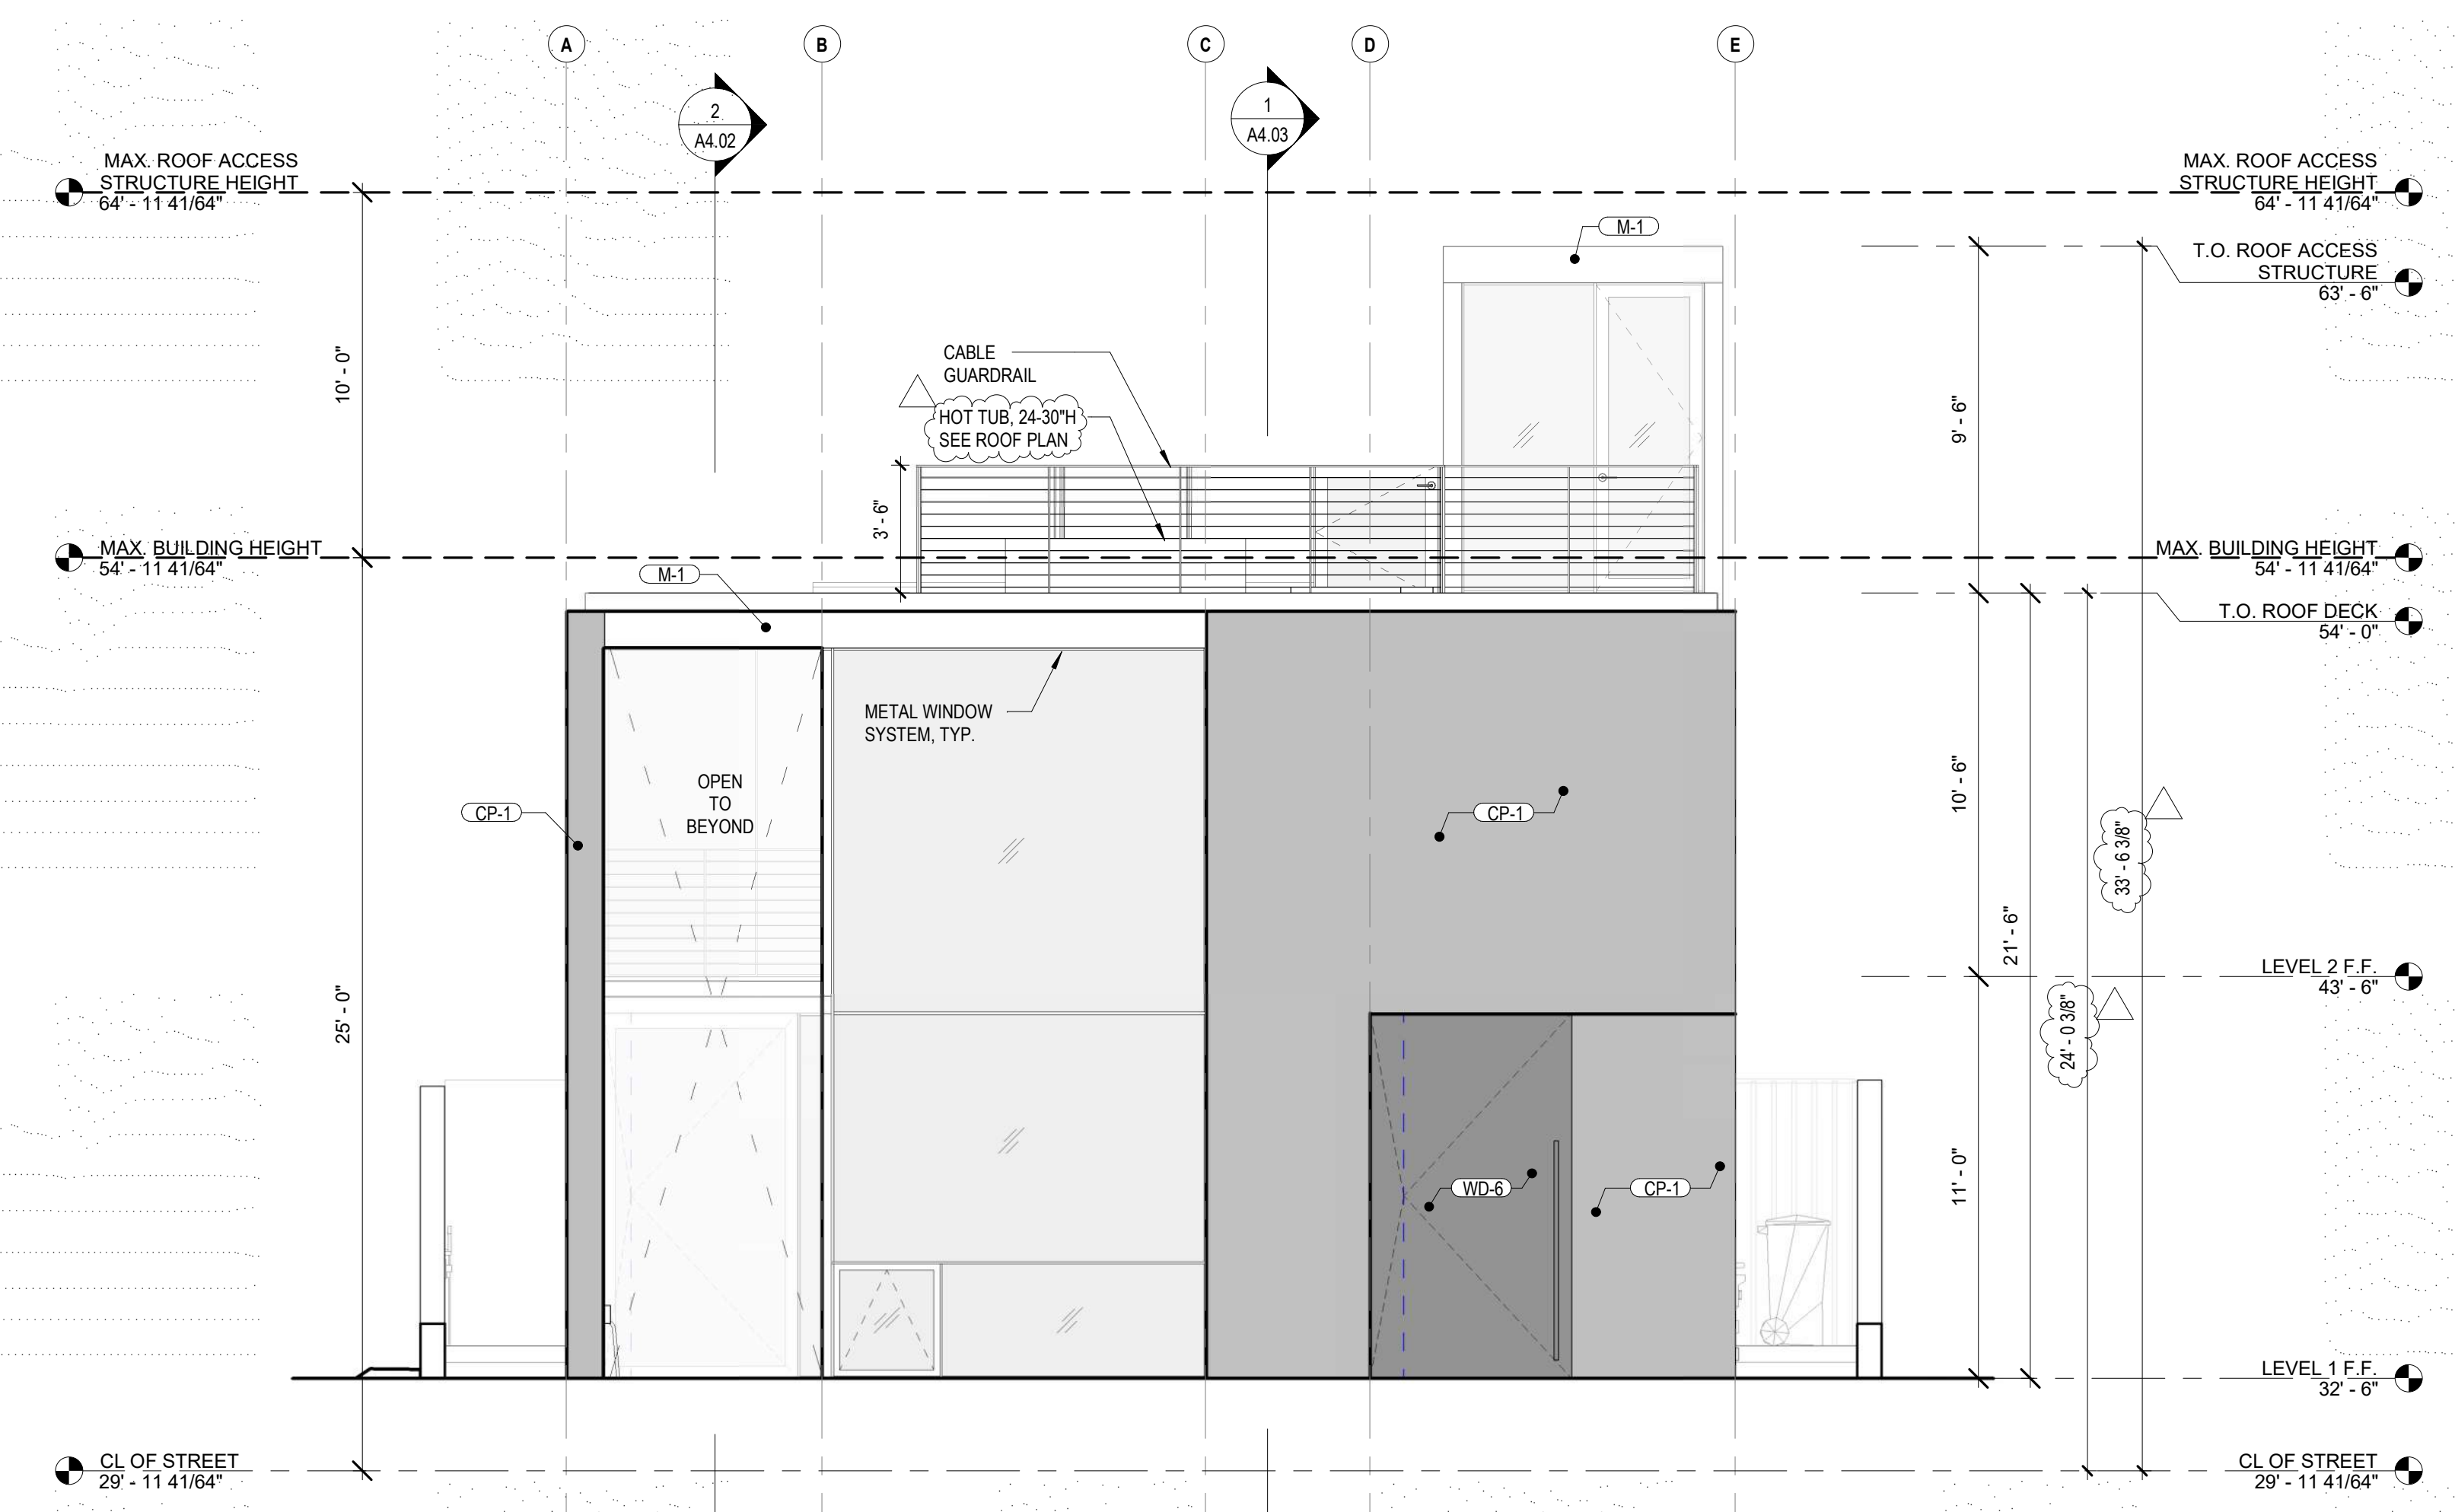 A
B
C
D
E
2
A4.02
1
A4.03
MAX. ROOF ACCESS
STRUCTURE HEIGHT
64' - 11 41/64"
MAX. ROOF ACCESS
STRUCTURE HEIGHT
64' - 11 41/64"
M-1
T.O. ROOF ACCESS
STRUCTURE
63' - 6"
10' - 0"
CABLE
GUARDRAIL
HOT TUB, 24-30"H
SEE ROOF PLAN
9' - 6"
3' - 6"
MAX. BUILDING HEIGHT
54' - 11 41/64"
M-1
MAX. BUILDING HEIGHT
54' - 11 41/64"
T.O. ROOF DECK
54' - 0"
METAL WINDOW
SYSTEM, TYP.
OPEN
TO
BEYOND
CP-1
CP-1
10' - 6"
33' - 6 3/8"
21' - 6"
LEVEL 2 F.F.
43' - 6"
25' - 0"
24' - 0 3/8"
WD-6
CP-1
11' - 0"
LEVEL 1 F.F.
32' - 6"
CL OF STREET
29' - 11 41/64"
CL OF STREET
29' - 11 41/64"